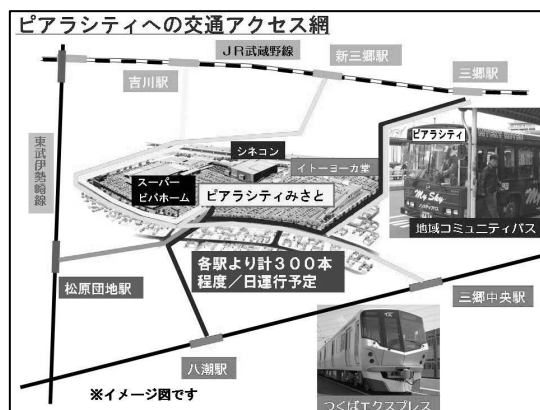 ピアラシティへの交通アクセス網
JR武蔵野線
吉川駅
新三郷駅
三郷駅
東武伊勢崎線
シネコン
イトーヨーカ堂
スーパー
ビバホーム
ピアラシティみさと
ピアラシティ
My Sky
地域コミュニティバス
各駅より計300本
程度/日運行予定
松原団地駅
三郷中央駅
八潮駅
※イメージ図です
つくばエクスプレス